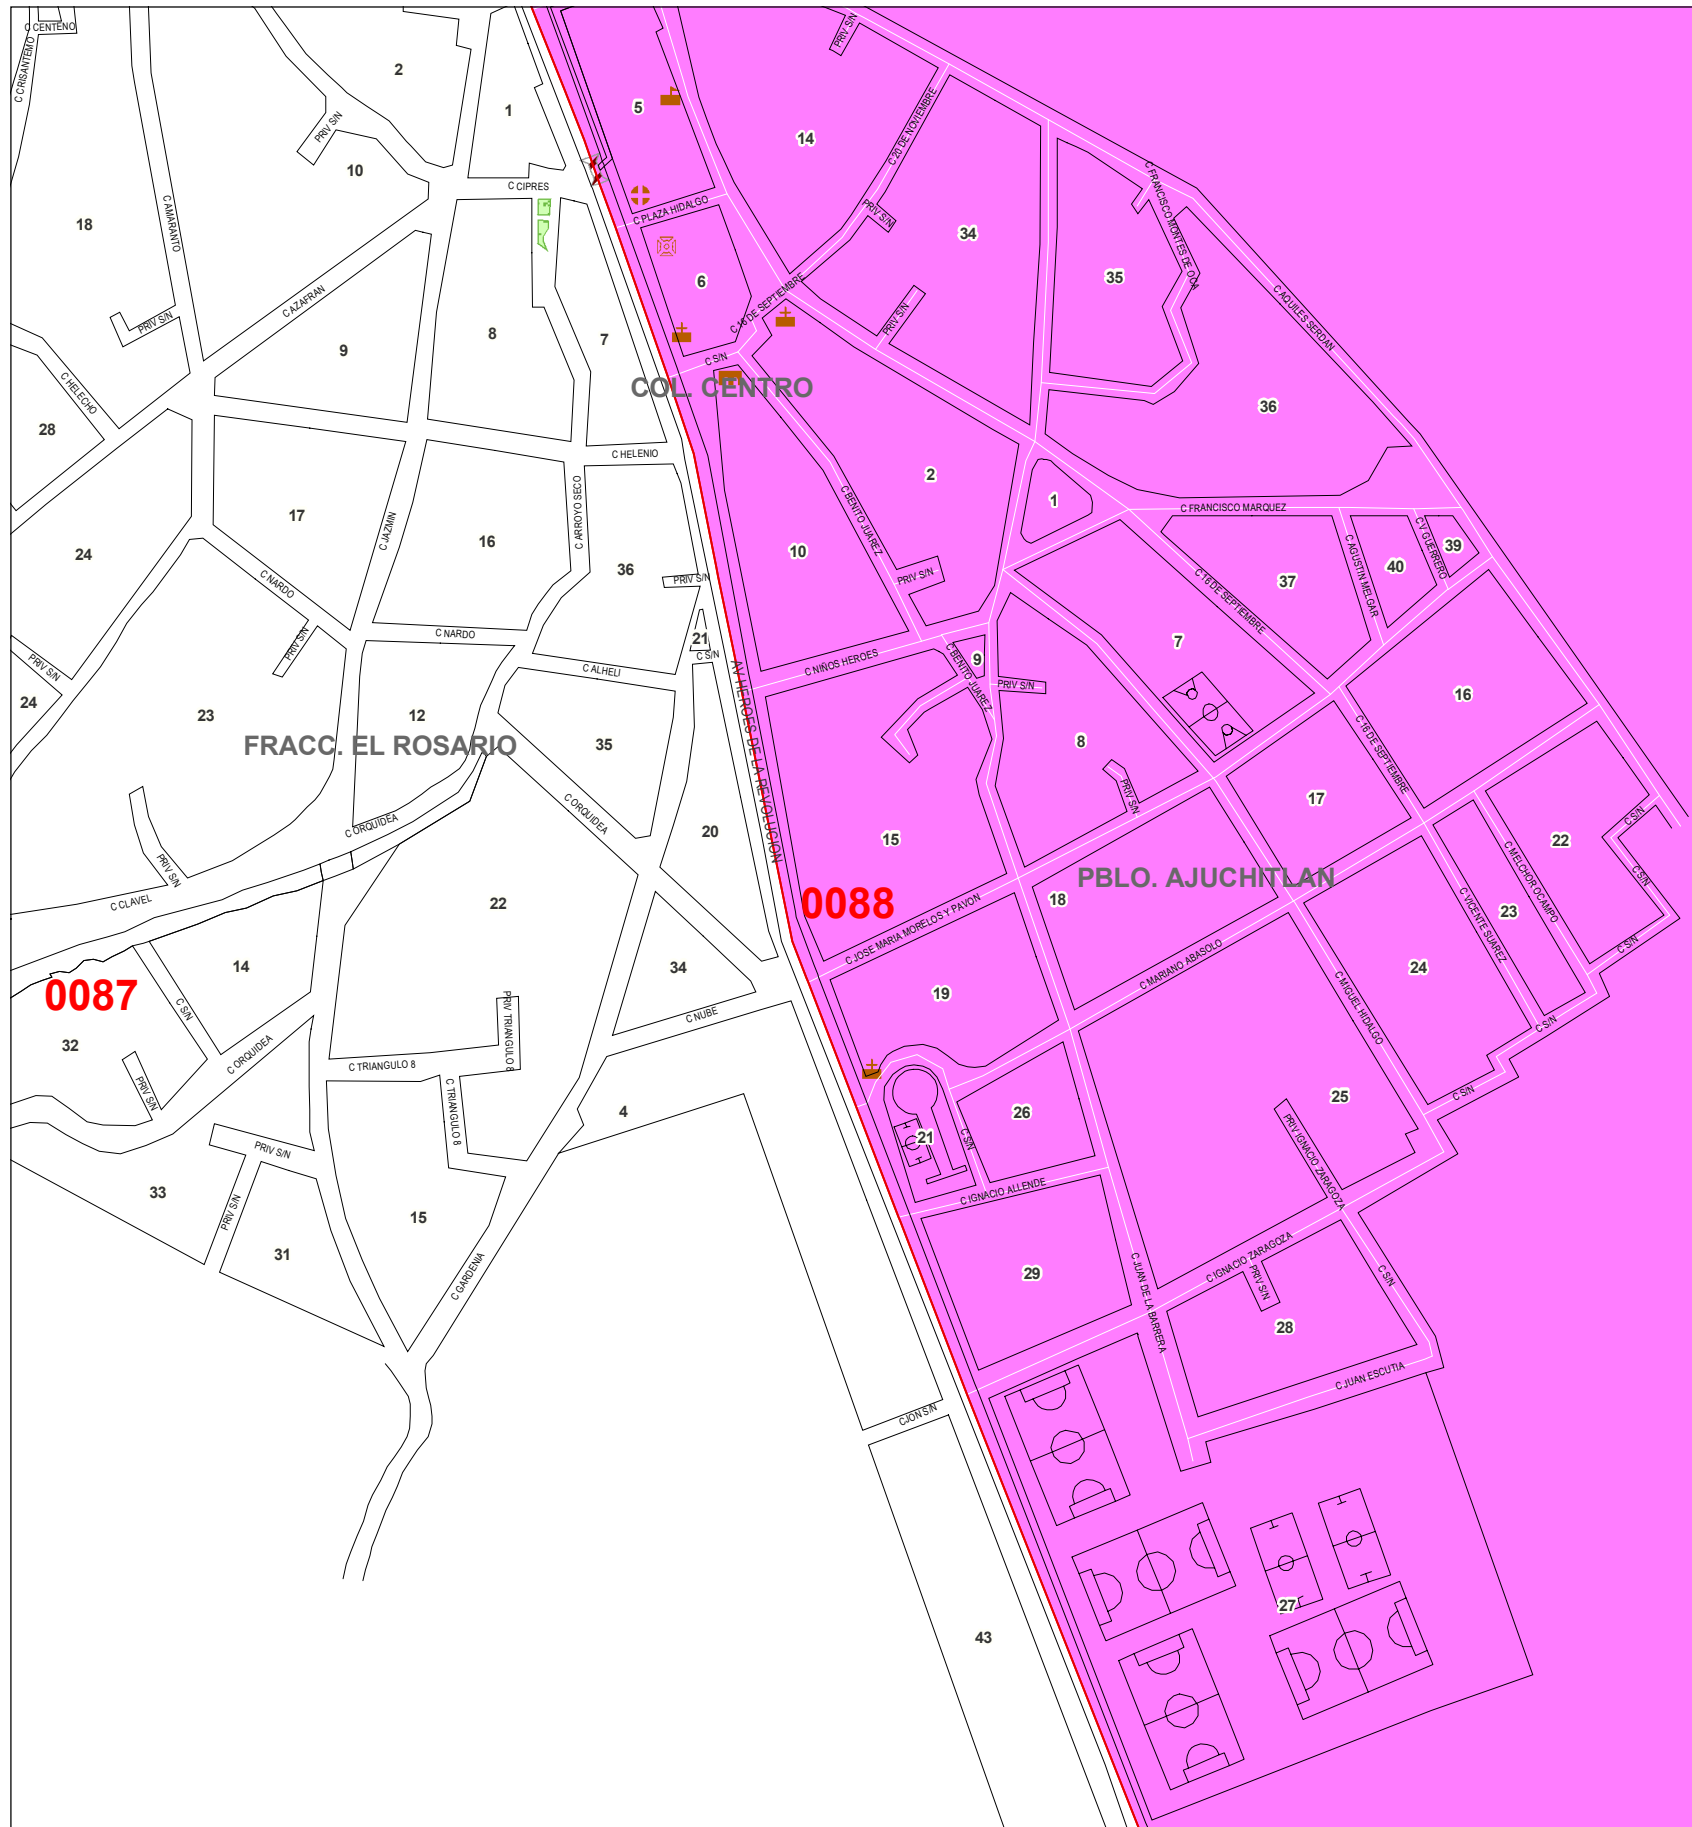 C CENTENO
C CRISANTEMO
2
1
5
14
PRIV S/N
PRIV S/N
10
C CIPRES
C 20 DE NOVIEMBRE
C FRANCISCO MONTES DE OCA
18
C AMARANTO
C PLAZA HIDALGO
PRIV S/N
34
35
6
C 16 DE SEPTIEMBRE
C AQUILES SERDAN
C AZAFRAN
PRIV S/N
9
8
7
PRIV S/N
C S/N
COL. CENTRO
C HELECHO
28
36
C HELENIO
2
1
C FRANCISCO MARQUEZ
17
C JAZMIN
16
C ARROYO SECO
C BENITO JUAREZ
10
C AGUSTIN MELGAR
C V GUERRERO
39
40
24
36
PRIV S/N
PRIV S/N
37
C 16 DE SEPTIEMBRE
C NARDO
C NARDO
PRIV S/N
21
C S/N
C ALHELI
C NIÑOS HEROES
C BENITO JUAREZ
9
PRIV S/N
7
16
PRIV S/N
24
23
12
FRACC. EL ROSARIO
35
AV HEROES DE LA REVOLUCION
8
C 16 DE SEPTIEMBRE
PRIV S/N
17
C ORQUIDEA
C ORQUIDEA
20
15
22
C S/N
C S/N
C MELCHOR OCAMPO
PRIV S/N
C CLAVEL
22
0088
PBLO. AJUCHITLAN
18
C VICENTE SUAREZ
23
C JOSE MARIA MORELOS Y PAVON
C MARIANO ABASOLO
C S/N
14
34
19
C MIGUEL HIDALGO
24
0087
C S/N
PRIV TRIANGULO 8
C NUBE
C S/N
32
C ORQUIDEA
C TRIANGULO 8
C TRIANGULO 8
PRIV S/N
4
26
25
C S/N
21
C S/N
PRIV IGNACIO ZARAGOZA
PRIV S/N
33
PRIV S/N
C IGNACIO ALLENDE
15
31
C GARDENIA
29
C JUAN DE LA BARRERA
C IGNACIO ZARAGOZA
PRIV S/N
C S/N
28
C JUAN ESCUTIA
CJON S/N
27
43